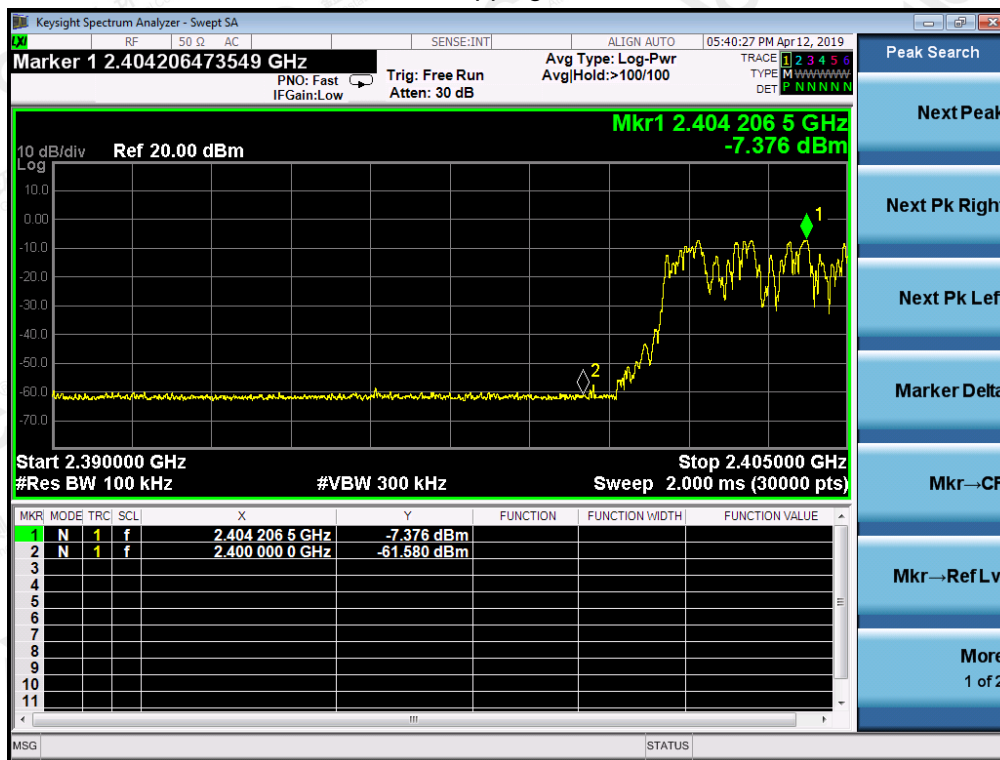 Keysight Spectrum Analyzer - Swept SA
LXI RF 50 Ω AC SENSE:INT ALIGN AUTO 05:40:27 PM Apr 12, 2019
Marker 1 2.404206473549 GHz
PNO: Fast
IFGain:Low
Trig: Free Run
Atten: 30 dB
Avg Type: Log-Pwr
Avg|Hold:>100/100
TRACE 1 2 3 4 5 6
TYPE M WWWWW
DET P N N N N N
Peak Search
Mkr1 2.404 206 5 GHz
-7.376 dBm
10 dB/div Ref 20.00 dBm
Log
10.0
0.00
-10.0
-20.0
-30.0
-40.0
-50.0
-60.0
-70.0
1
2
Start 2.390000 GHz Stop 2.405000 GHz
#Res BW 100 kHz #VBW 300 kHz Sweep 2.000 ms (30000 pts)
MKR MODE TRC SCL X Y FUNCTION FUNCTION WIDTH FUNCTION VALUE
1 N 1 f 2.404 206 5 GHz -7.376 dBm
2 N 1 f 2.400 000 0 GHz -61.580 dBm
3
4
5
6
7
8
9
10
11
Next Peak
Next Pk Right
Next Pk Left
Marker Delta
Mkr→CF
Mkr→Ref Lv
More
1 of 2
MSG STATUS